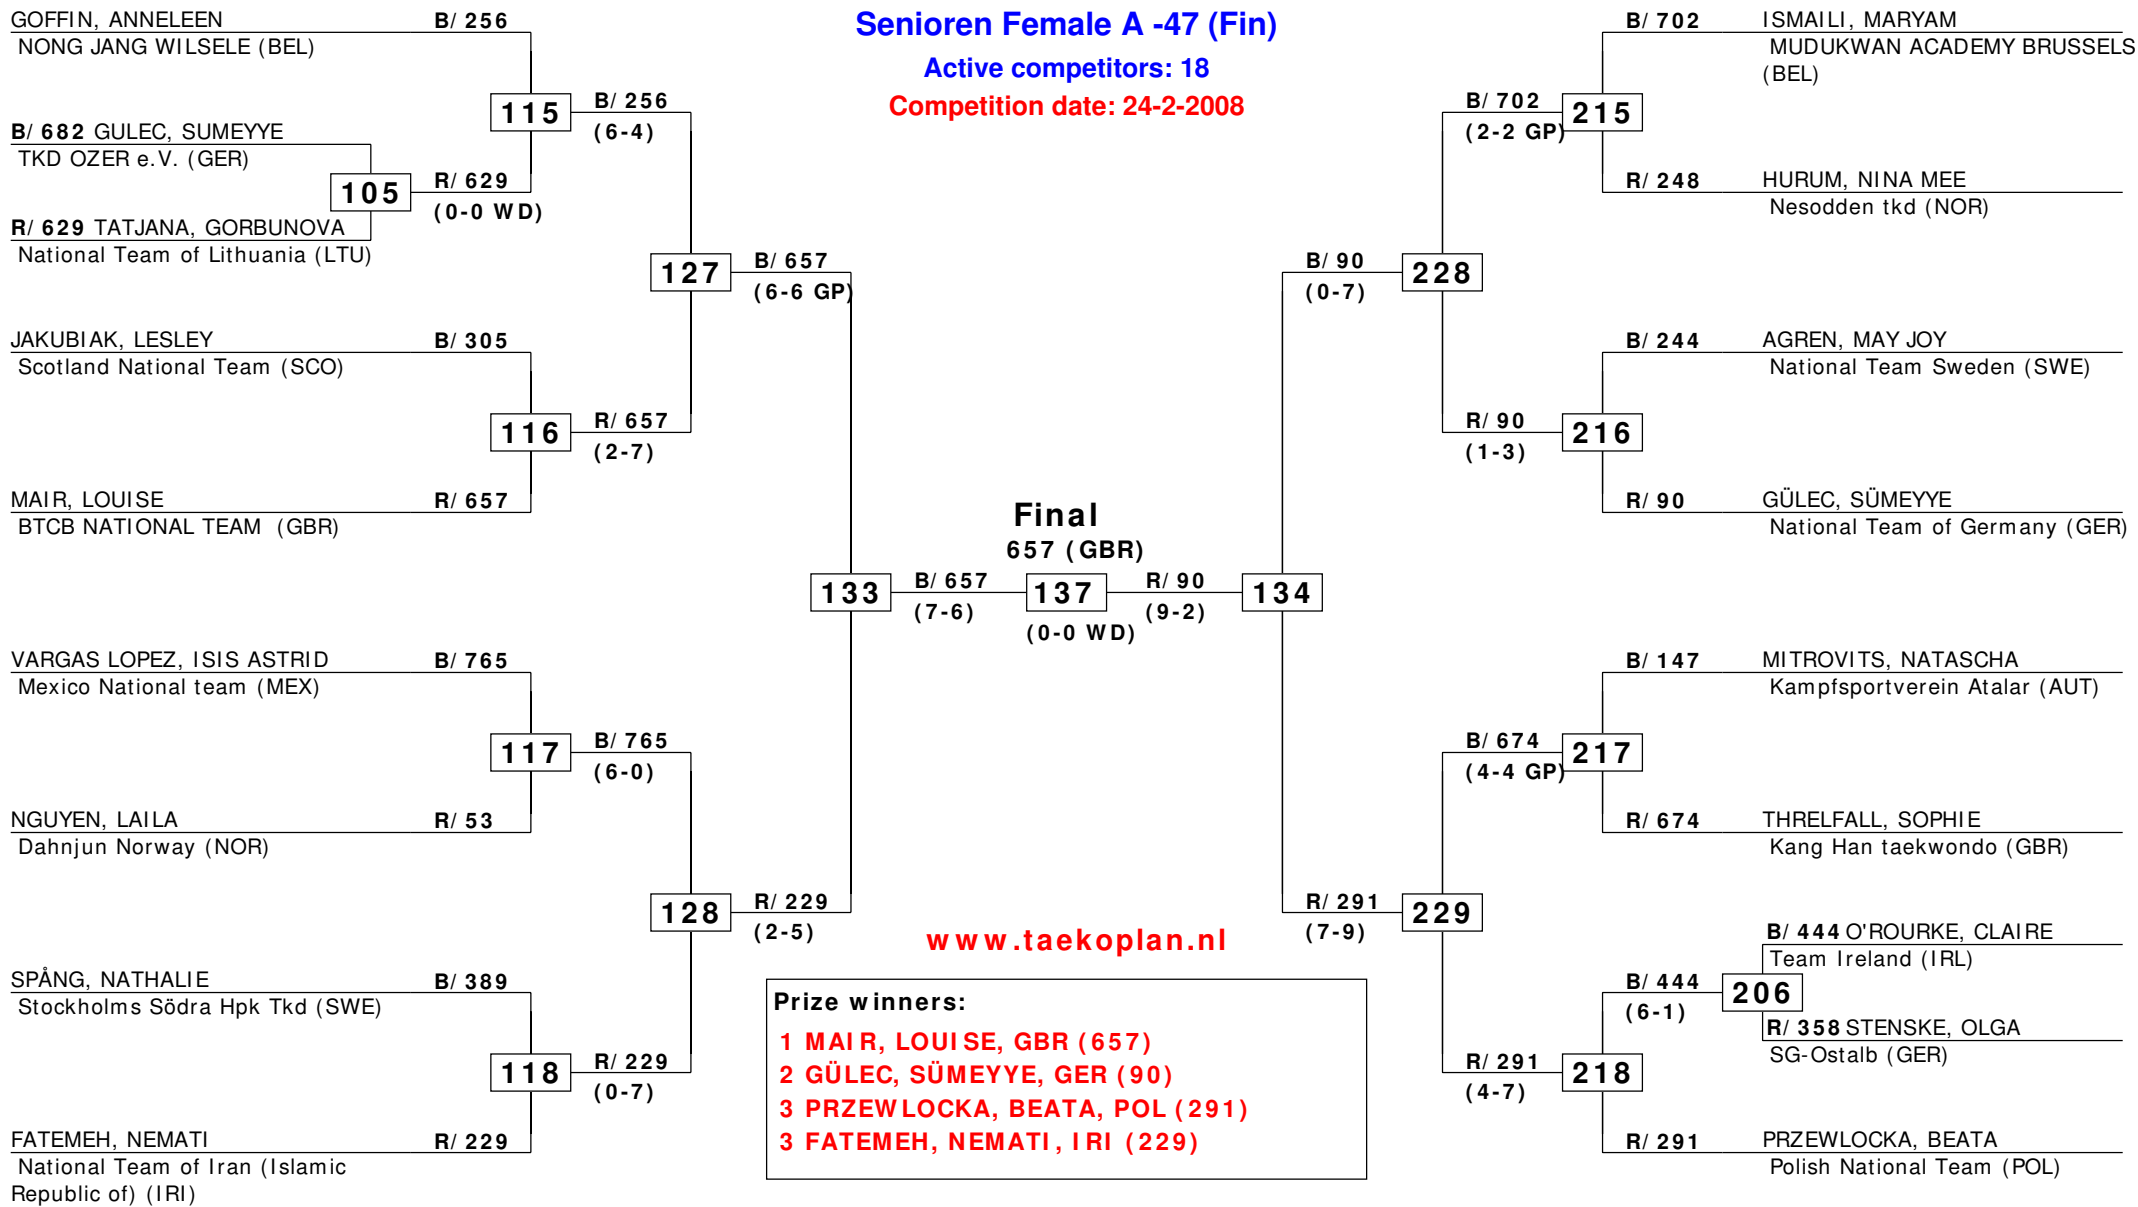 Senioren Female A -47 (Fin)
Active competitors: 18
Competition date: 24-2-2008
GOFFIN, ANNELEEN B/ 256
NONG JANG WILSELE (BEL)
115
B/ 256
(6-4)
B/ 682 GULEC, SUMEYYE
TKD OZER e.V. (GER)
105
R/ 629
(0-0 WD)
R/ 629 TATJANA, GORBUNOVA
National Team of Lithuania (LTU)
127
B/ 657
(6-6 GP)
JAKUBIAK, LESLEY B/ 305
Scotland National Team (SCO)
116
R/ 657
(2-7)
MAIR, LOUISE R/ 657
BTCB NATIONAL TEAM (GBR)
133
B/ 657
(7-6)
VARGAS LOPEZ, ISIS ASTRID B/ 765
Mexico National team (MEX)
117
B/ 765
(6-0)
NGUYEN, LAILA R/ 53
Dahnjun Norway (NOR)
128
R/ 229
(2-5)
SPÅNG, NATHALIE B/ 389
Stockholms Södra Hpk Tkd (SWE)
118
R/ 229
(0-7)
FATEMEH, NEMATI R/ 229
National Team of Iran (Islamic
Republic of) (IRI)
Final
657 (GBR)
137
(0-0 WD)
B/ 702 ISMAILI, MARYAM
MUDUKWAN ACADEMY BRUSSELS
(BEL)
B/ 702
(2-2 GP)
215
R/ 248 HURUM, NINA MEE
Nesodden tkd (NOR)
B/ 90
(0-7)
228
B/ 244 AGREN, MAY JOY
National Team Sweden (SWE)
R/ 90
(1-3)
216
R/ 90 GÜLEC, SÜMEYYE
National Team of Germany (GER)
R/ 90
(9-2)
134
B/ 147 MITROVITS, NATASCHA
Kampfsportverein Atalar (AUT)
B/ 674
(4-4 GP)
217
R/ 674 THRELFALL, SOPHIE
Kang Han taekwondo (GBR)
R/ 291
(7-9)
229
B/ 444 O'ROURKE, CLAIRE
Team Ireland (IRL)
B/ 444
(6-1)
206
R/ 358 STENSKE, OLGA
SG-Ostalb (GER)
R/ 291
(4-7)
218
R/ 291 PRZEWLOCKA, BEATA
Polish National Team (POL)
www.taekoplan.nl
Prize winners:
1 MAIR, LOUISE, GBR (657)
2 GÜLEC, SÜMEYYE, GER (90)
3 PRZEWLOCKA, BEATA, POL (291)
3 FATEMEH, NEMATI, IRI (229)